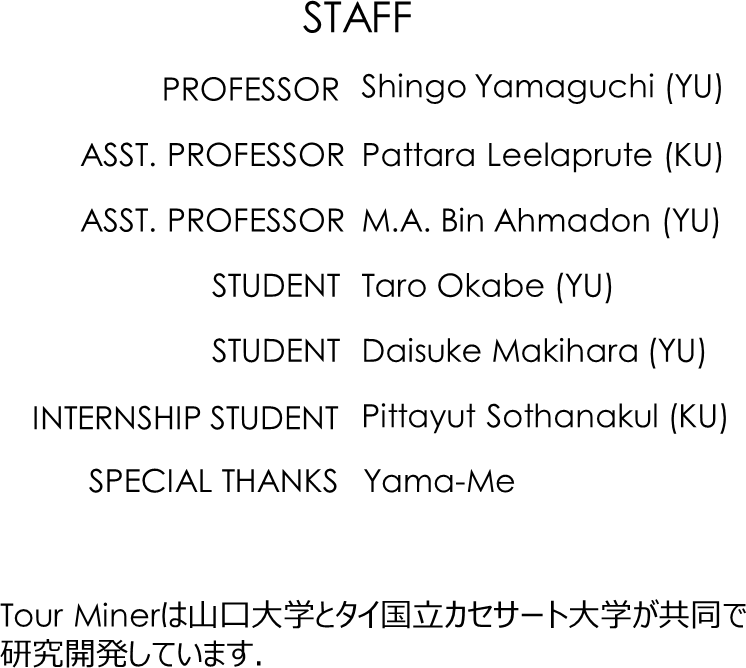 STAFF
PROFESSOR Shingo Yamaguchi (YU)
ASST. PROFESSOR Pattara Leelaprute (KU)
ASST. PROFESSOR M.A. Bin Ahmadon (YU)
STUDENT Taro Okabe (YU)
STUDENT Daisuke Makihara (YU)
INTERNSHIP STUDENT Pittayut Sothanakul (KU)
SPECIAL THANKS Yama-Me
Tour Minerは山口大学とタイ国立カセサート大学が共同で
研究開発しています.